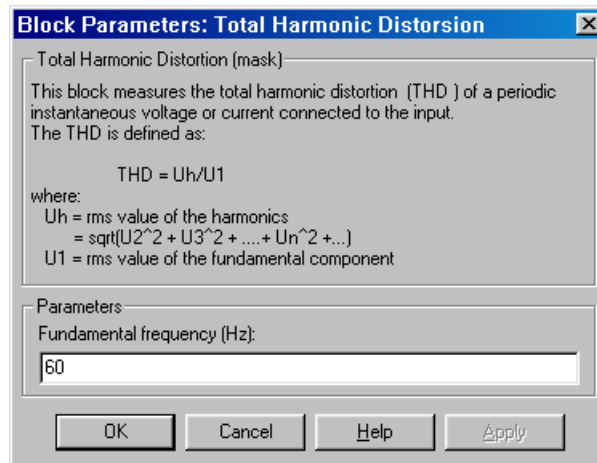 Block Parameters: Total Harmonic Distorsion
Total Harmonic Distortion (mask)
This block measures the total harmonic distortion (THD ) of a periodic
instantaneous voltage or current connected to the input.
The THD is defined as:
THD = Uh/U1
where:
Uh = rms value of the harmonics
= sqrt(U2^2 + U3^2 + ....+ Un^2 +...)
U1 = rms value of the fundamental component
Parameters
Fundamental frequency (Hz):
60
OK Cancel Help Apply